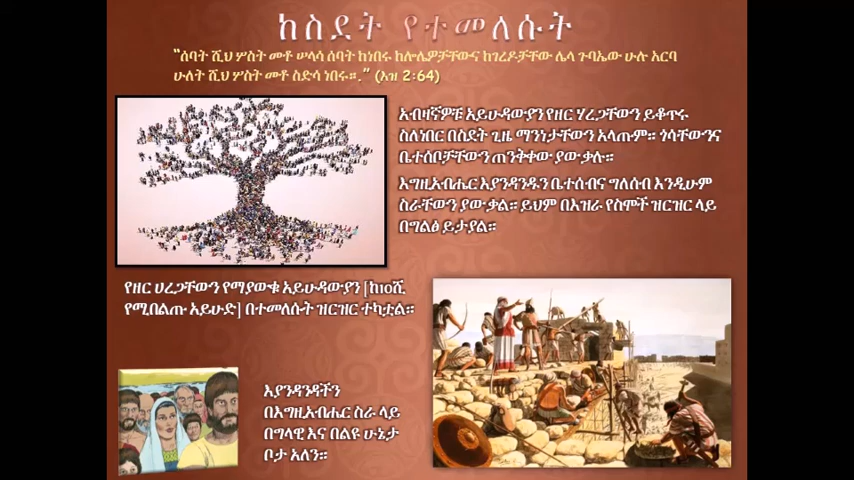 ከስደት የተመለሱት
“ሰባት ሺህ ሦስት መቶ ሠላሳ ሰባት ከነበሩ ከሎሌዎቻቸውና ከገረዶቻቸው ሌላ ጉባኤው ሁሉ አርባ
ሁለት ሺህ ሦስት መቶ ስድሳ ነበሩ።.” (እዝ 2:64)
አብዛኛዎቹ አይሁዳውያን የዘር ሃረጋቸውን ይቆጥሩ
ስለነበር በስደት ጊዜ ማንነታቸውን አላጡም። ጎሳቸውንና
ቤተሰቦቻቸውን ጠንቅቀው ያውቃሉ።
እግዚአብሔር እያንዳንዱን ቤተሰብና ግለሰብ እንዲሁም
ስራቸውን ያውቃል። ይህም በእዝራ የስሞች ዝርዝር ላይ
በግልፅ ይታያል።
የዘር ሀረጋቸውን የማያውቁ አይሁዳውያን [ከ10ሺ
የሚበልጡ አይሁድ] በተመለሱት ዝርዝር ተካቷል።
እያንዳንዳችን
በእግዚአብሔር ስራ ላይ
በግላዊ እና በልዩ ሁኔታ
ቦታ አለን።